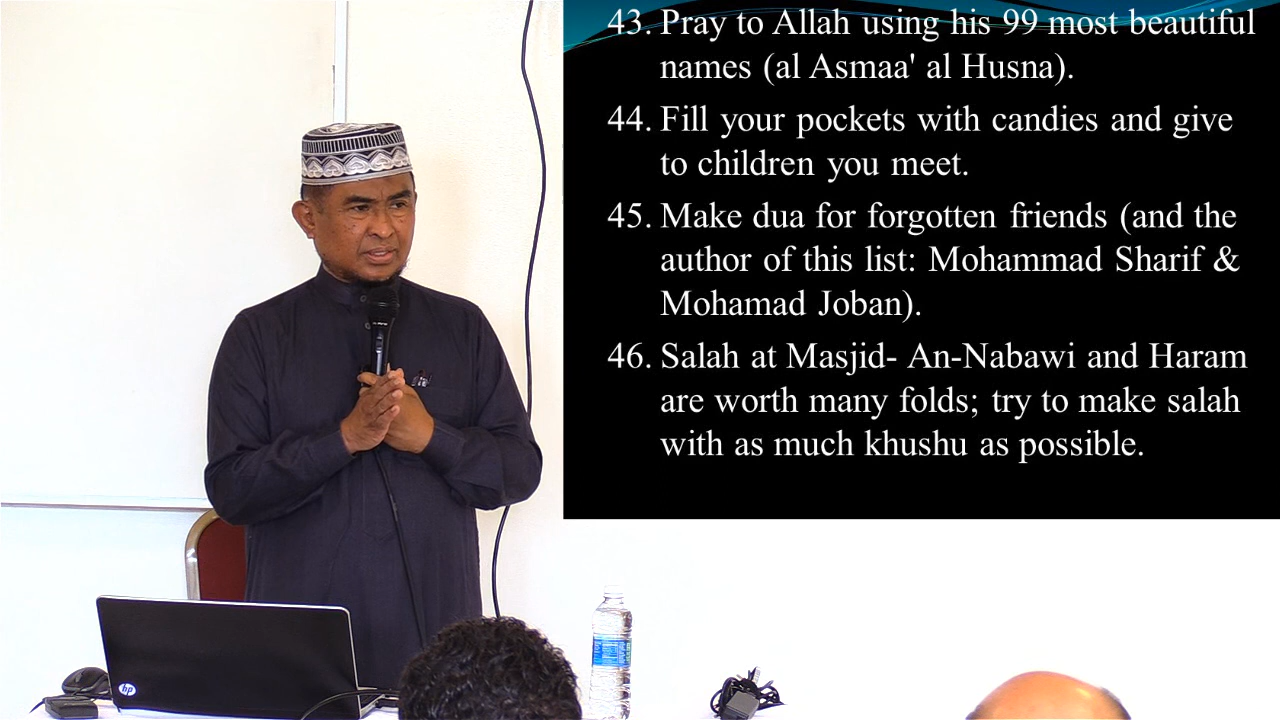 43. Pray to Allah using his 99 most beautiful
names (al Asmaa' al Husna).
44. Fill your pockets with candies and give
to children you meet.
45. Make dua for forgotten friends (and the
author of this list: Mohammad Sharif &
Mohamad Joban).
46. Salah at Masjid- An-Nabawi and Haram
are worth many folds; try to make salah
with as much khushu as possible.
hp